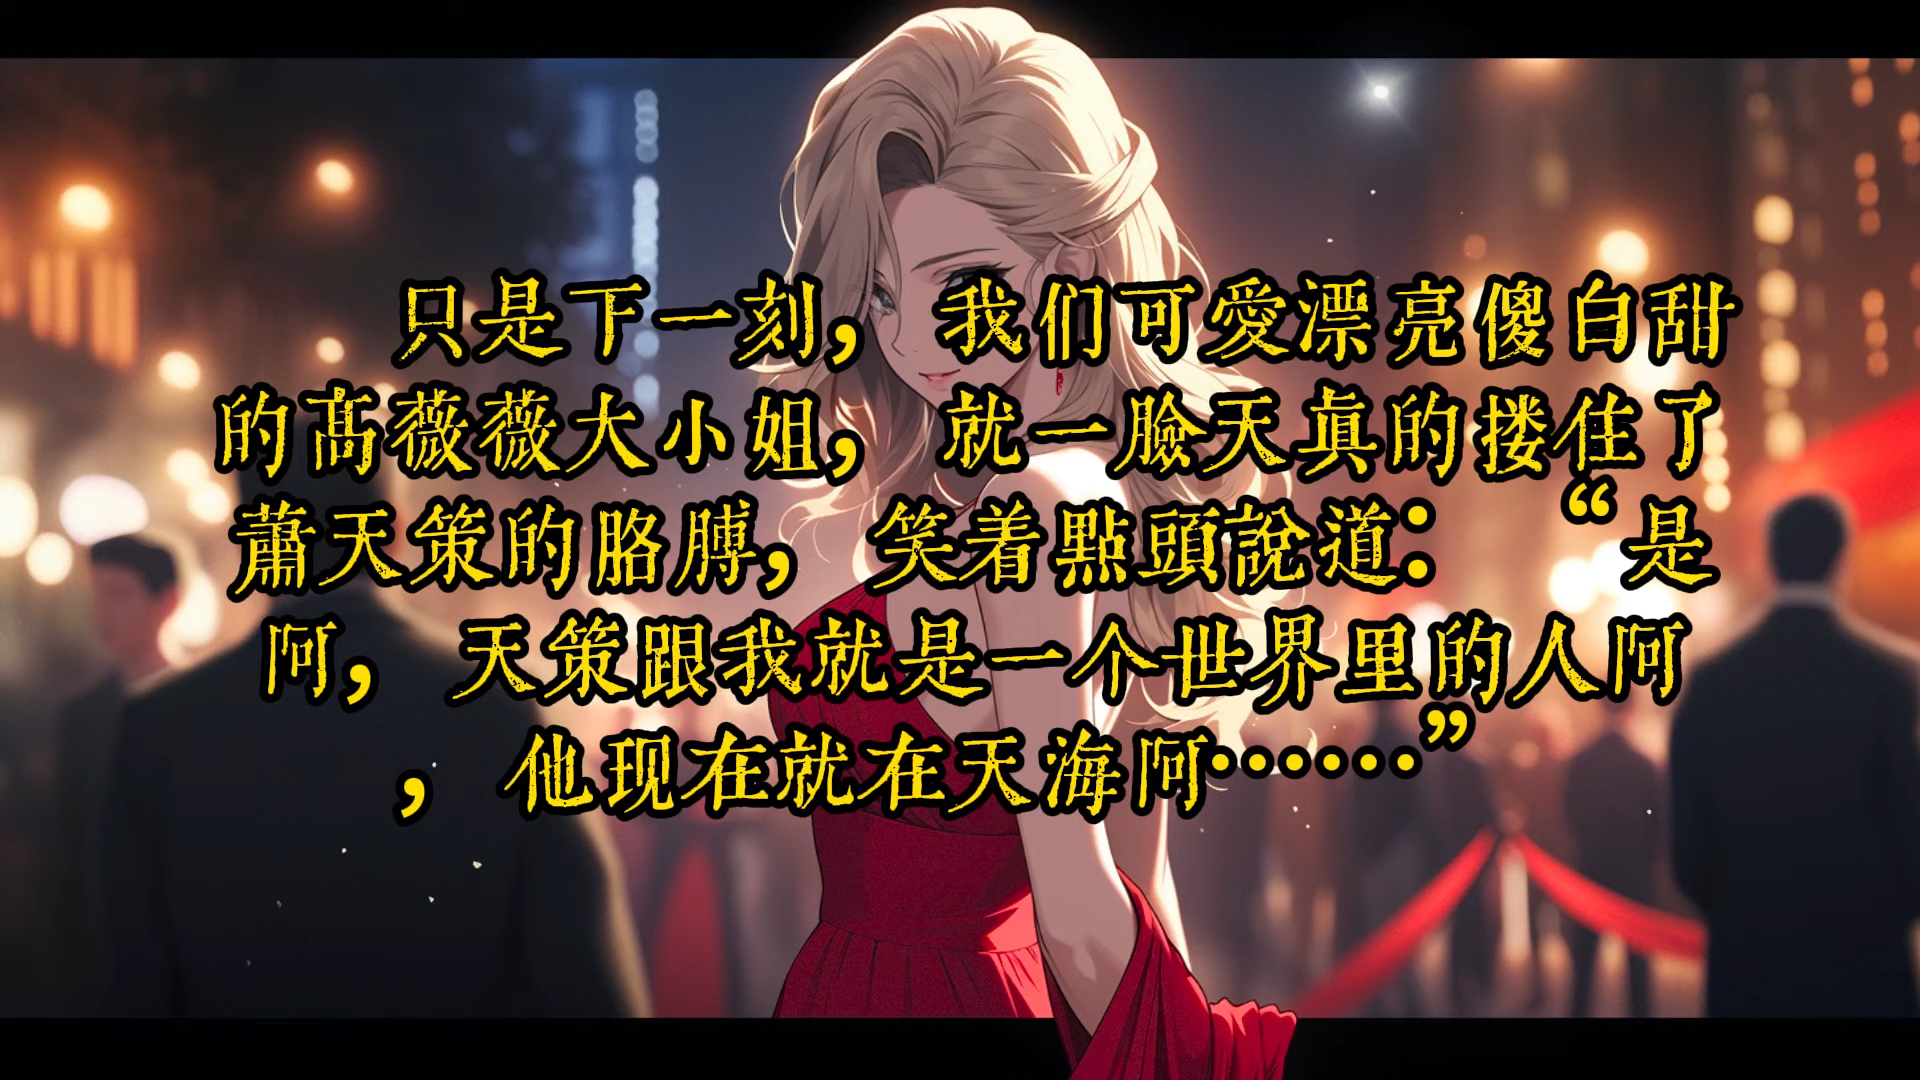 只是下一刻，我们可愛漂亮傻白甜
的高薇薇大小姐，就一臉天真的搂住了
蕭天策的胳膊，笑着點頭說道：“是
阿，天策跟我就是一个世界里的人阿
，他现在就在天海阿……”